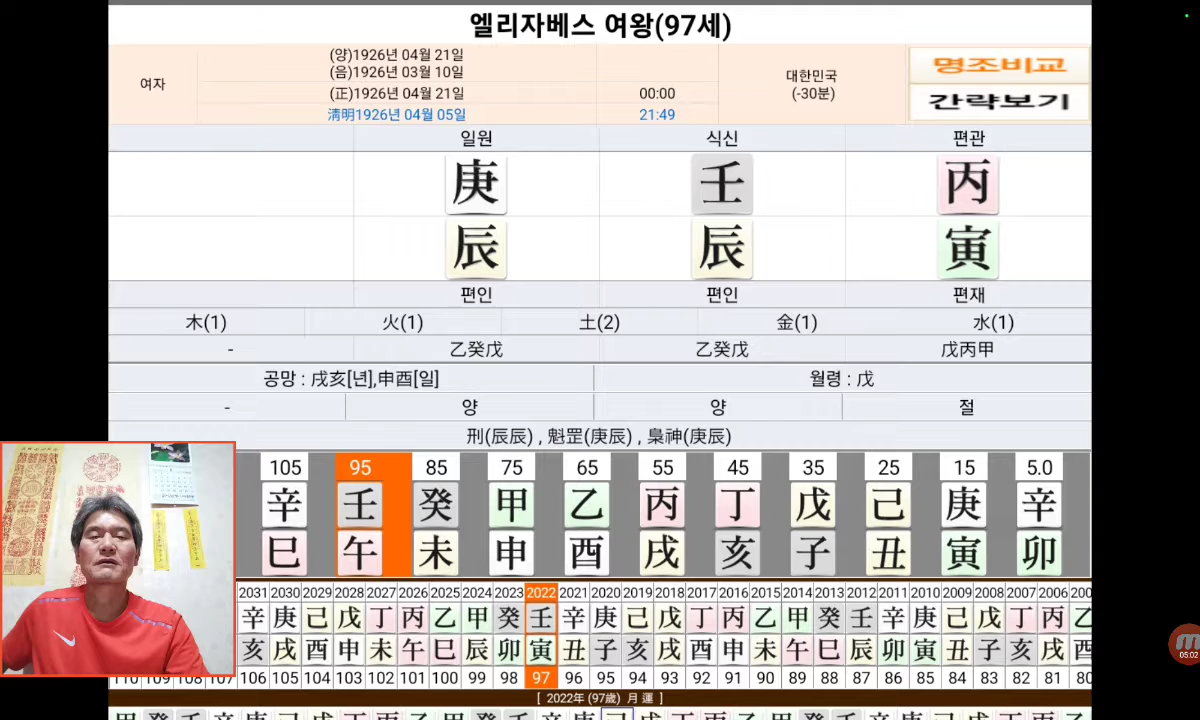 엘리자베스 여왕(97세)
여자
(양)1926년 04월 21일
(음)1926년 03월 10일
(正)1926년 04월 21일 00:00
淸明1926년 04월 05일 21:49
대한민국
(-30분)
명조비교
간략보기
일원 식신 편관
庚 壬 丙
辰 辰 寅
편인 편인 편재
木(1) 火(1) 土(2) 金(1) 水(1)
- 乙癸戊 乙癸戊 戊丙甲
공망 : 戌亥[년],申酉[일] 월령 : 戊
- 양 양 절
刑(辰辰) , 魁罡(庚辰) , 梟神(庚辰)
105 95 85 75 65 55 45 35 25 15 5.0
辛 壬 癸 甲 乙 丙 丁 戊 己 庚 辛
巳 午 未 申 酉 戌 亥 子 丑 寅 卯
2031 2030 2029 2028 2027 2026 2025 2024 2023 2022 2021 2020 2019 2018 2017 2016 2015 2014 2013 2012 2011 2010 2009 2008 2007 2006
辛 庚 己 戊 丁 丙 乙 甲 癸 壬 辛 庚 己 戊 丁 丙 乙 甲 癸 壬 辛 庚 己 戊 丁 丙 乙
亥 戌 酉 申 未 午 巳 辰 卯 寅 丑 子 亥 戌 酉 申 未 午 巳 辰 卯 寅 丑 子 亥 戌 酉
110 109 108 107 106 105 104 103 102 101 100 99 98 97 96 95 94 93 92 91 90 89 88 87 86 85 84 83 82 81 80
[ 2022년 (97歲) 月 運 ]
05:02